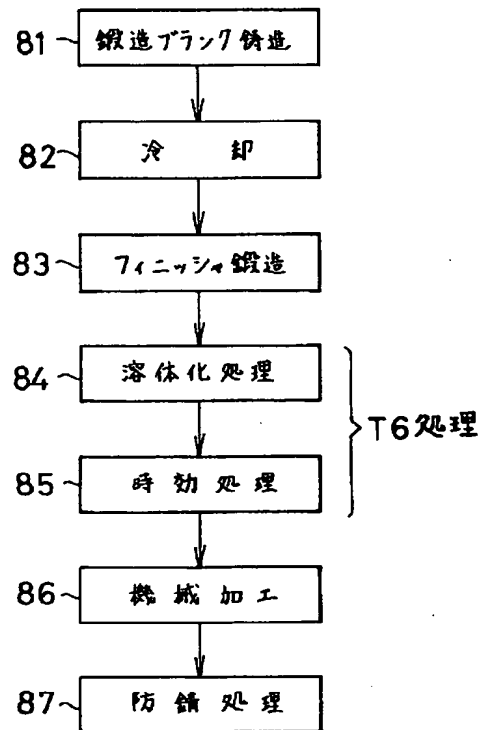 81 鍛造ブランク鋳造
82 冷 却
83 フィニッシャ鍛造
84 溶体化処理
T6処理
85 時効処理
86 機械加工
87 防錆処理